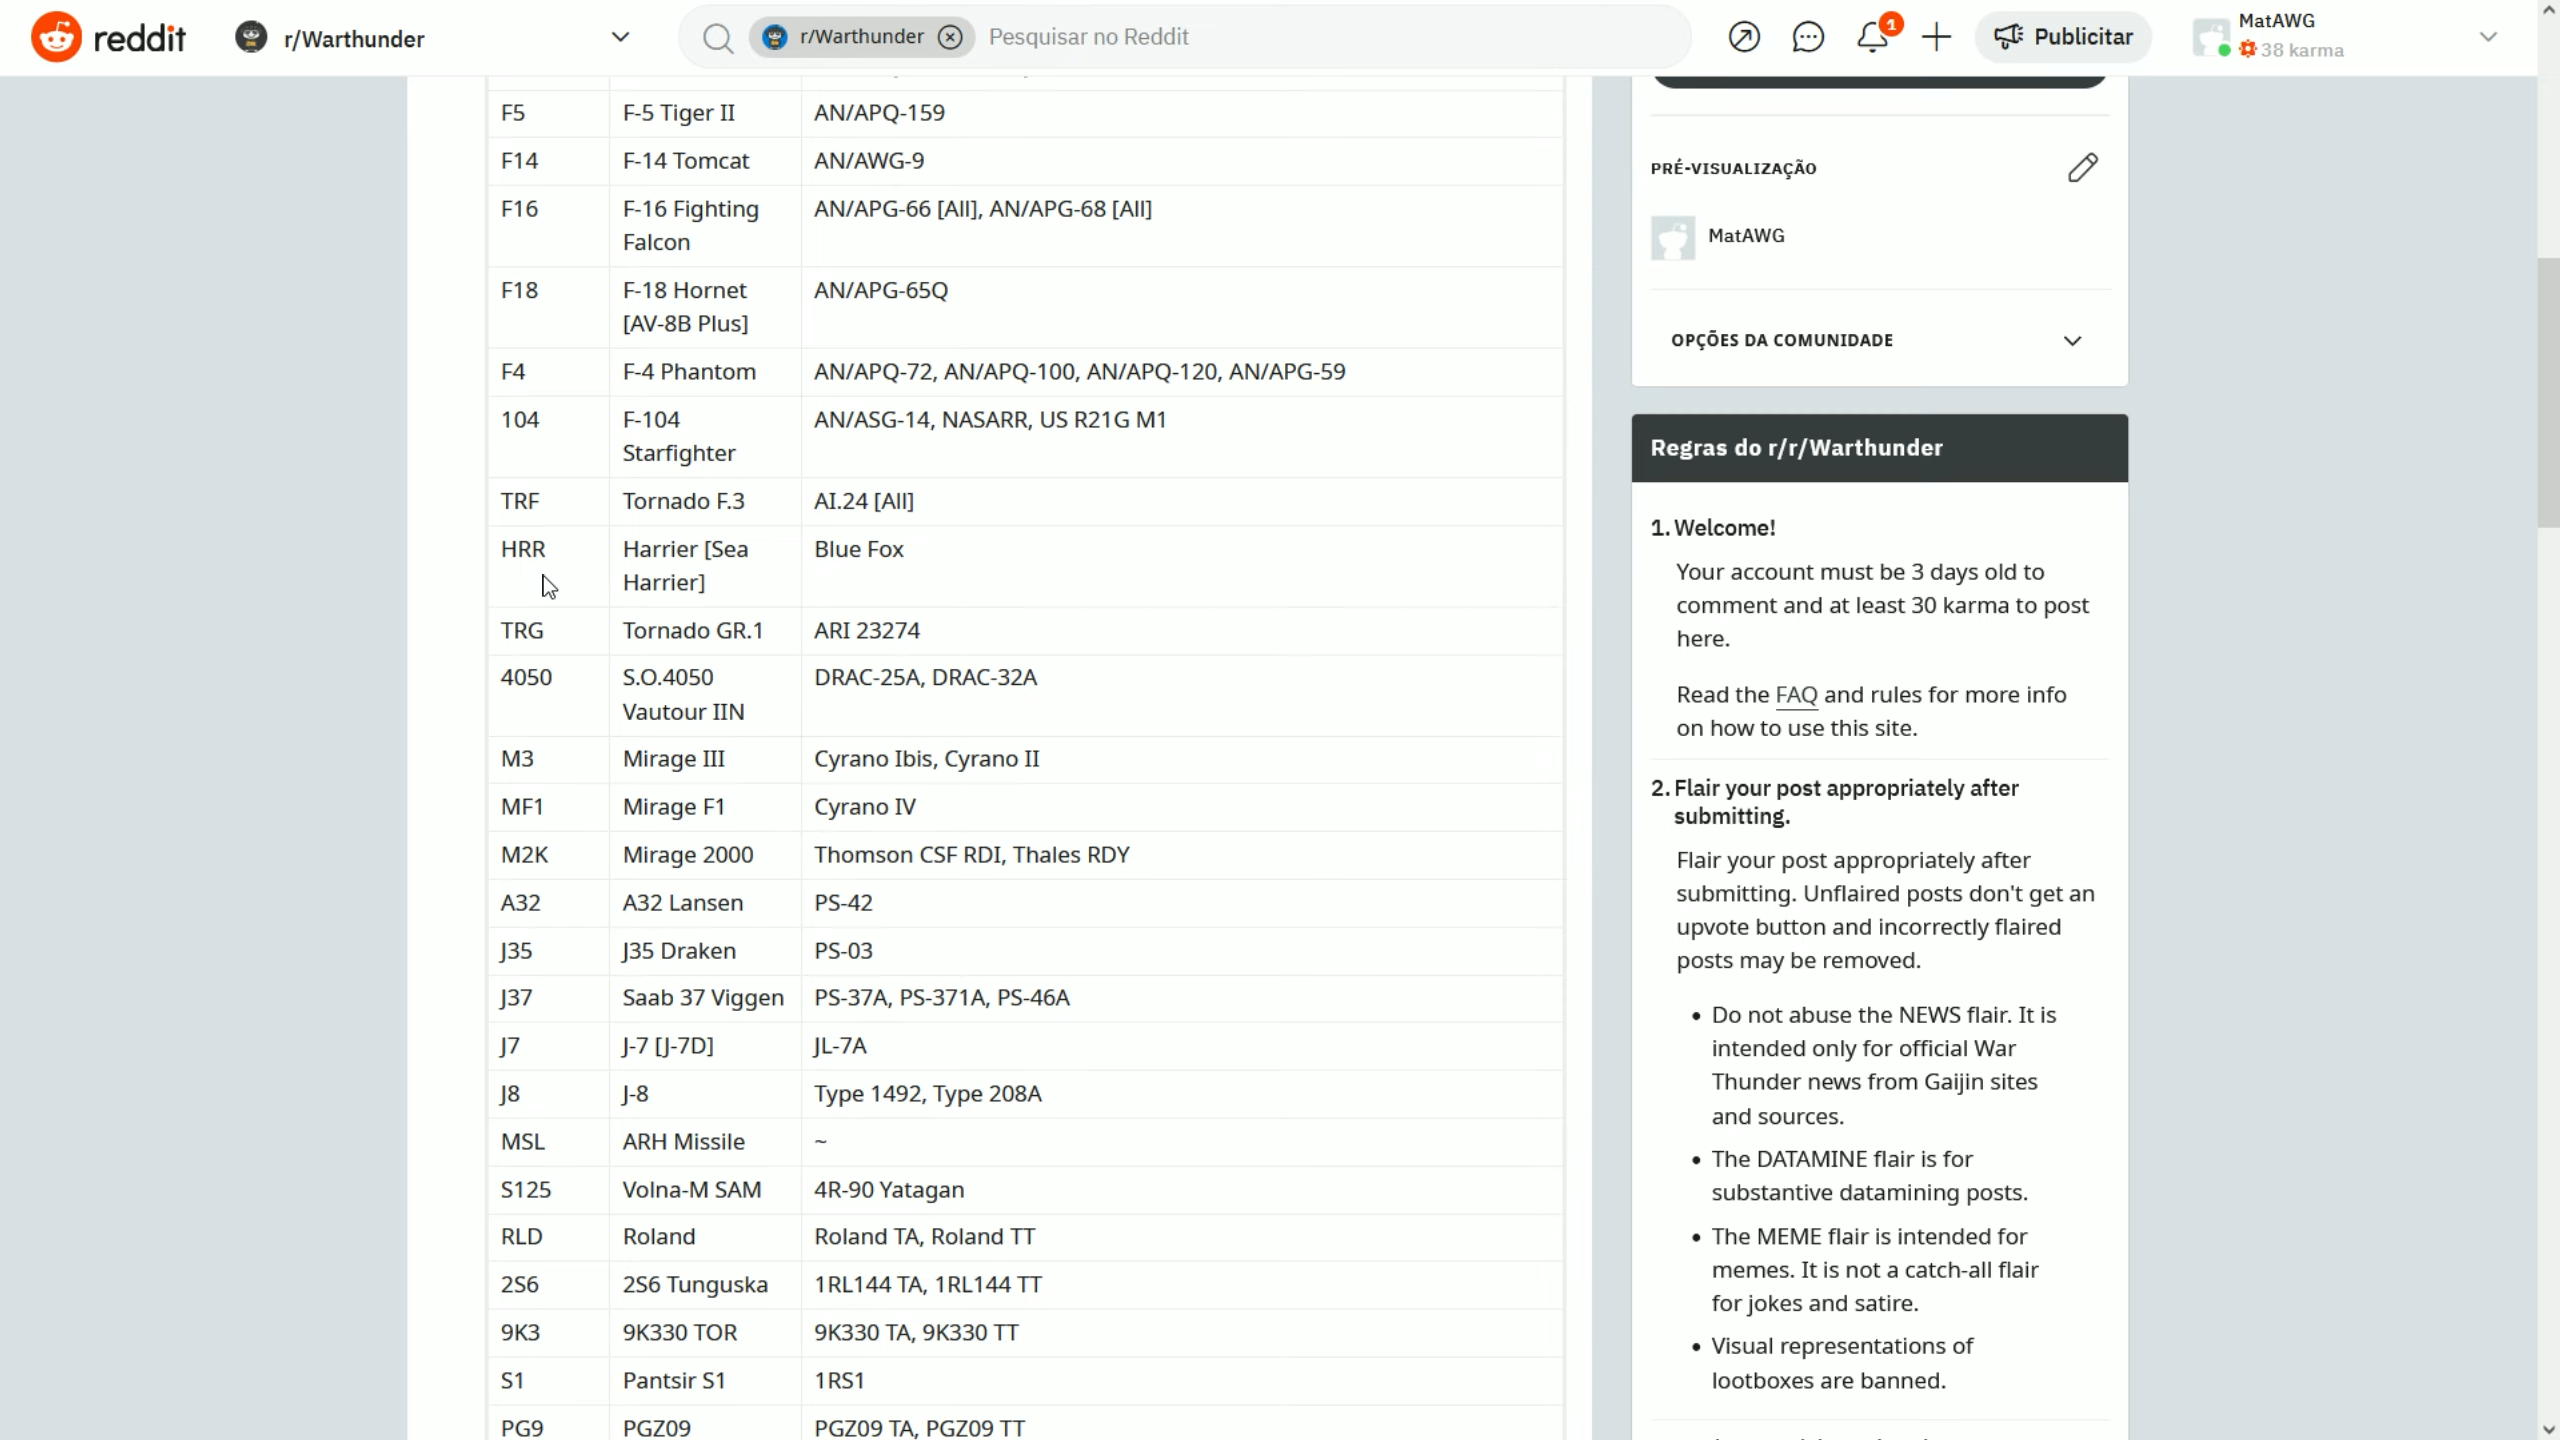 reddit
r/Warthunder
r/Warthunder
Pesquisar no Reddit
1
Publicitar
MatAWG
38 karma
F5 F-5 Tiger II AN/APQ-159
F14 F-14 Tomcat AN/AWG-9
F16 F-16 Fighting AN/APG-66 [All], AN/APG-68 [All]
Falcon
F18 F-18 Hornet AN/APG-65Q
[AV-8B Plus]
F4 F-4 Phantom AN/APQ-72, AN/APQ-100, AN/APQ-120, AN/APG-59
104 F-104 AN/ASG-14, NASARR, US R21G M1
Starfighter
TRF Tornado F.3 AI.24 [All]
HRR Harrier [Sea Blue Fox
Harrier]
TRG Tornado GR.1 ARI 23274
4050 S.O.4050 DRAC-25A, DRAC-32A
Vautour IIN
M3 Mirage III Cyrano Ibis, Cyrano II
MF1 Mirage F1 Cyrano IV
M2K Mirage 2000 Thomson CSF RDI, Thales RDY
A32 A32 Lansen PS-42
J35 J35 Draken PS-03
J37 Saab 37 Viggen PS-37A, PS-371A, PS-46A
J7 J-7 [J-7D] JL-7A
J8 J-8 Type 1492, Type 208A
MSL ARH Missile ~
S125 Volna-M SAM 4R-90 Yatagan
RLD Roland Roland TA, Roland TT
2S6 2S6 Tunguska 1RL144 TA, 1RL144 TT
9K3 9K330 TOR 9K330 TA, 9K330 TT
S1 Pantsir S1 1RS1
PG9 PGZ09 PGZ09 TA, PGZ09 TT
PRÉ-VISUALIZAÇÃO
MatAWG
OPÇÕES DA COMUNIDADE
Regras do r/r/Warthunder
1. Welcome!
Your account must be 3 days old to
comment and at least 30 karma to post
here.
Read the FAQ and rules for more info
on how to use this site.
2. Flair your post appropriately after
submitting.
Flair your post appropriately after
submitting. Unflaired posts don't get an
upvote button and incorrectly flaired
posts may be removed.
• Do not abuse the NEWS flair. It is
intended only for official War
Thunder news from Gaijin sites
and sources.
• The DATAMINE flair is for
substantive datamining posts.
• The MEME flair is intended for
memes. It is not a catch-all flair
for jokes and satire.
• Visual representations of
lootboxes are banned.